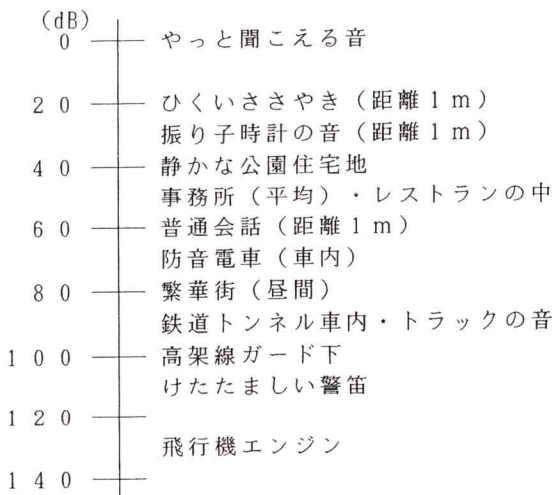 (dB)
0 やっと聞こえる音
20 ひくいささやき(距離1m)
振り子時計の音(距離1m)
40 静かな公園住宅地
事務所(平均)・レストランの中
60 普通会話(距離1m)
防音電車(車内)
80 繁華街(昼間)
鉄道トンネル車内・トラックの音
100 高架線ガード下
けたたましい警笛
120
飛行機エンジン
140